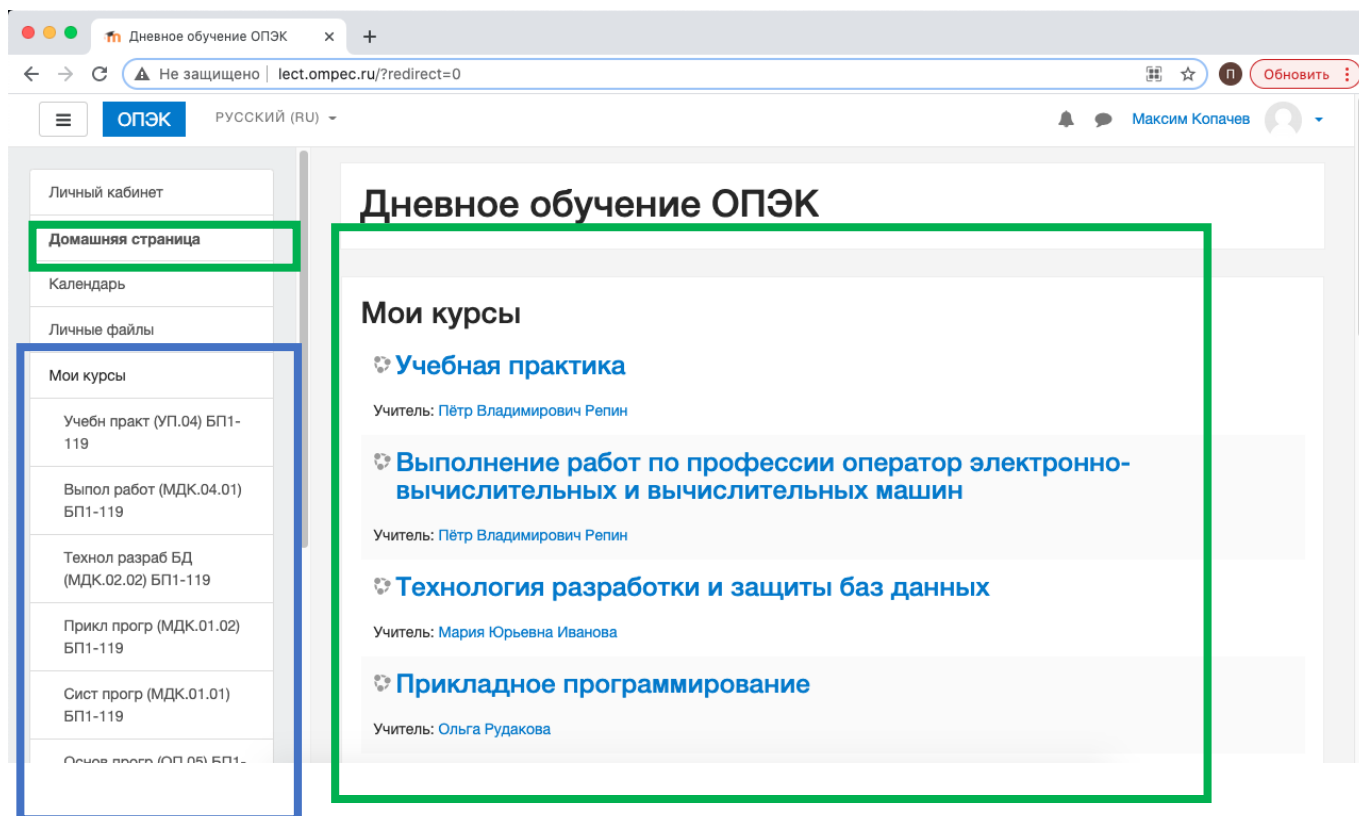 Дневное обучение ОПЭК
Не защищено lect.ompec.ru/?redirect=0
П Обновить
ОПЭК РУССКИЙ (RU) Максим Копачев
Личный кабинет
Домашняя страница
Календарь
Личные файлы
Мои курсы
Учебн практ (УП.04) БП1-
119
Выпол работ (МДК.04.01)
БП1-119
Технол разраб БД
(МДК.02.02) БП1-119
Прикл прогр (МДК.01.02)
БП1-119
Сист прогр (МДК.01.01)
БП1-119
Основ прогр (ОП.05) БП1-
Дневное обучение ОПЭК
Мои курсы
Учебная практика
Учитель: Пётр Владимирович Репин
Выполнение работ по профессии оператор электронно-
вычислительных и вычислительных машин
Учитель: Пётр Владимирович Репин
Технология разработки и защиты баз данных
Учитель: Мария Юрьевна Иванова
Прикладное программирование
Учитель: Ольга Рудакова